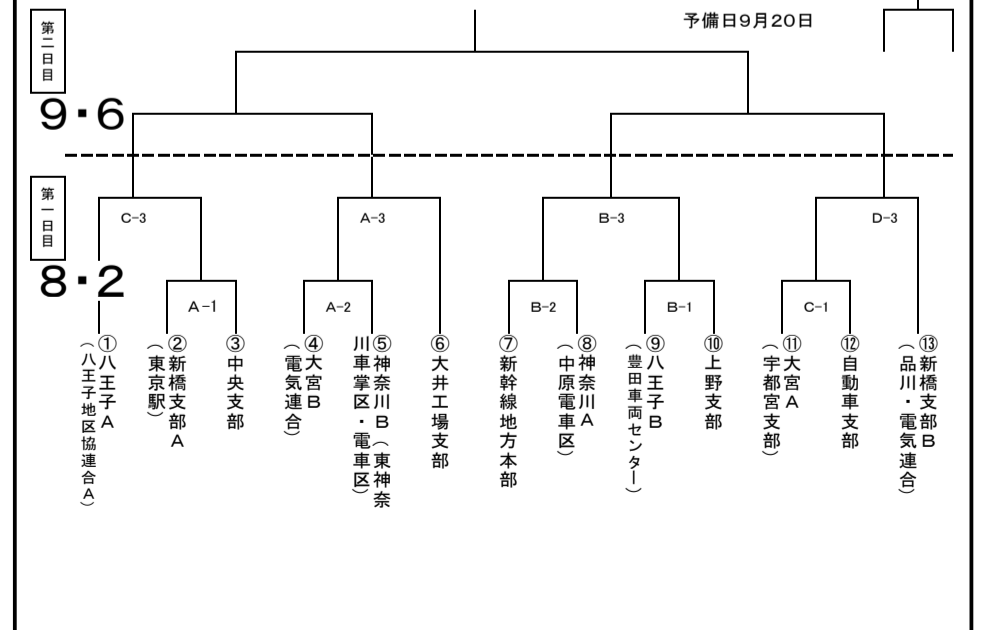 予備日9月20日
第二日目
9・6
第一日目
8・2
C-3
A-3
B-3
D-3
A-1
A-2
B-2
B-1
C-1
①八王子A
(八王子地区協連合A)
②新橋支部A
(東京駅)
③中央支部
④大宮B
(電気連合)
⑤神奈川B(東神奈
川車掌区・電車区)
⑥大井工場支部
⑦新幹線地方本部
⑧神奈川A
(中原電車区)
⑨八王子B
(豊田車両センター)
⑩上野支部
⑪大宮A
(宇都宮支部)
⑫自動車支部
⑬新橋支部B
(品川・電気連合)